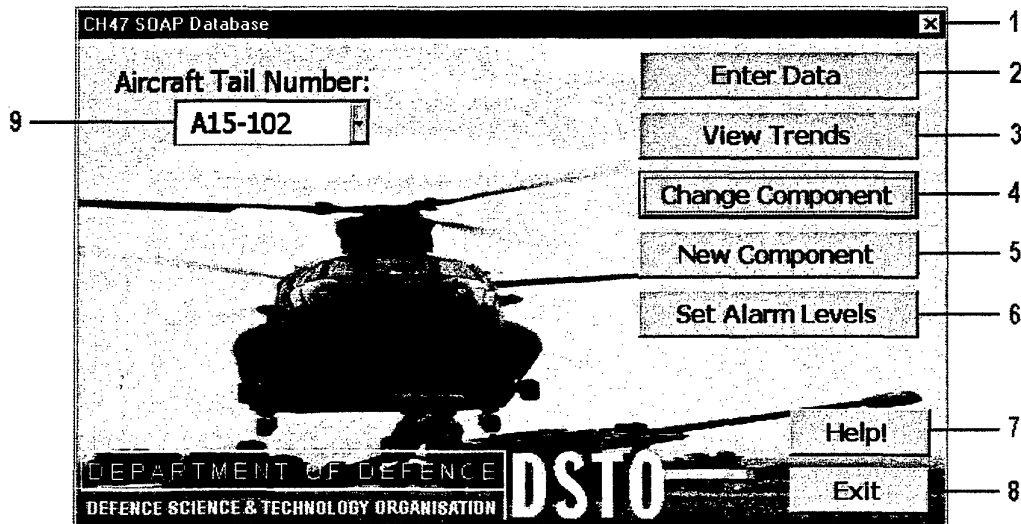 CH47 SOAP Database
1
Aircraft Tail Number:
Enter Data
2
9
A15-102
View Trends
3
Change Component
4
New Component
5
Set Alarm Levels
6
Help!
7
DEPARTMENT OF DEFENCE
DSTO
Exit
8
DEFENCE SCIENCE & TECHNOLOGY ORGANISATION